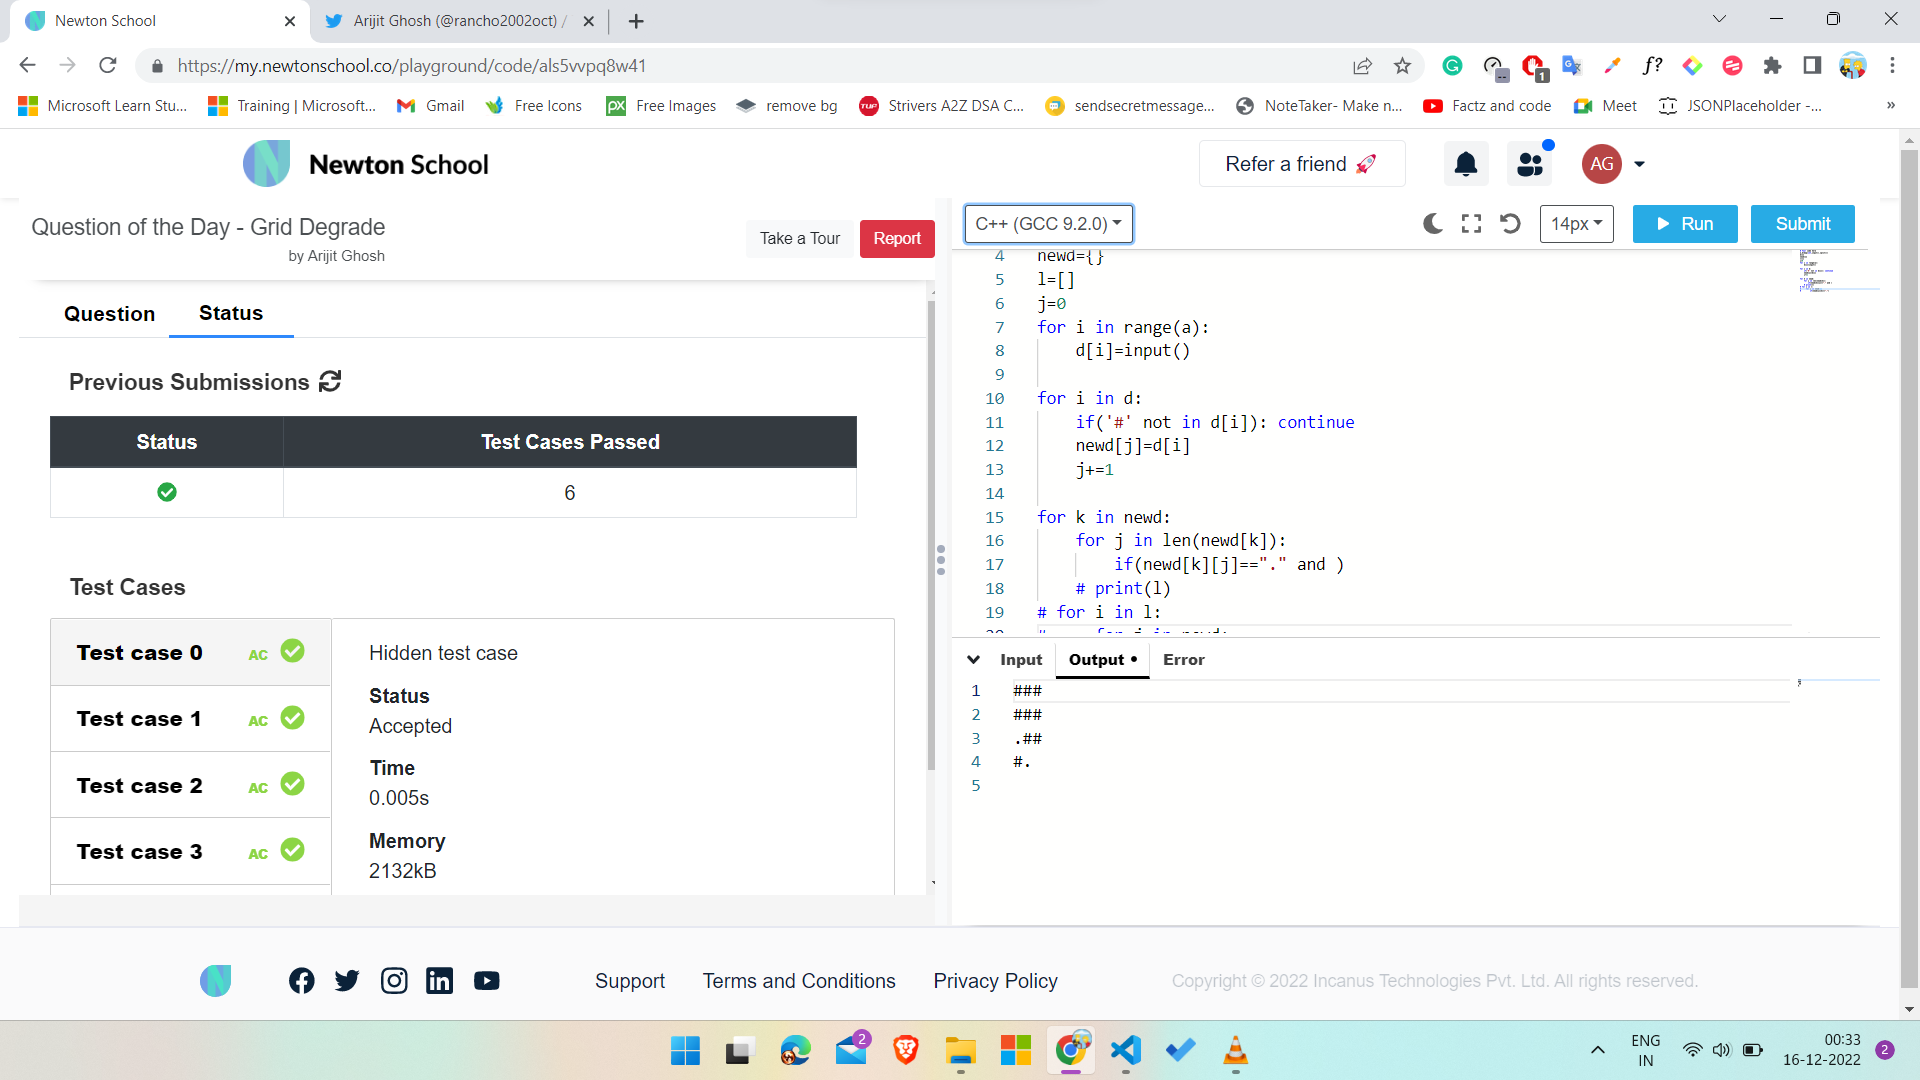 Newton School
Arijit Ghosh (@rancho2002oct) /
https://my.newtonschool.co/playground/code/als5vvpq8w41
Microsoft Learn Stu...
Training | Microsoft...
Gmail
Free Icons
Free Images
remove bg
Strivers A2Z DSA C...
sendsecretmessage...
NoteTaker- Make n...
Factz and code
Meet
JSONPlaceholder -...
»
Newton School
Refer a friend 🚀
AG
Question of the Day - Grid Degrade
by Arijit Ghosh
Take a Tour
Report
C++ (GCC 9.2.0)
14px
Run
Submit
Question
Status
Previous Submissions
Status
Test Cases Passed
6
Test Cases
Test case 0 AC
Test case 1 AC
Test case 2 AC
Test case 3 AC
Hidden test case
Status
Accepted
Time
0.005s
Memory
2132kB
4 newd={}
5 l=[]
6 j=0
7 for i in range(a):
8 d[i]=input()
9
10 for i in d:
11 if('#' not in d[i]): continue
12 newd[j]=d[i]
13 j+=1
14
15 for k in newd:
16 for j in len(newd[k]):
17 if(newd[k][j]=="." and )
18 # print(l)
19 # for i in l:
Input
Output •
Error
1 ###
2 ###
3 .##
4 #.
5
Support
Terms and Conditions
Privacy Policy
Copyright © 2022 Incanus Technologies Pvt. Ltd. All rights reserved.
2
ENG
IN
00:33
16-12-2022
2